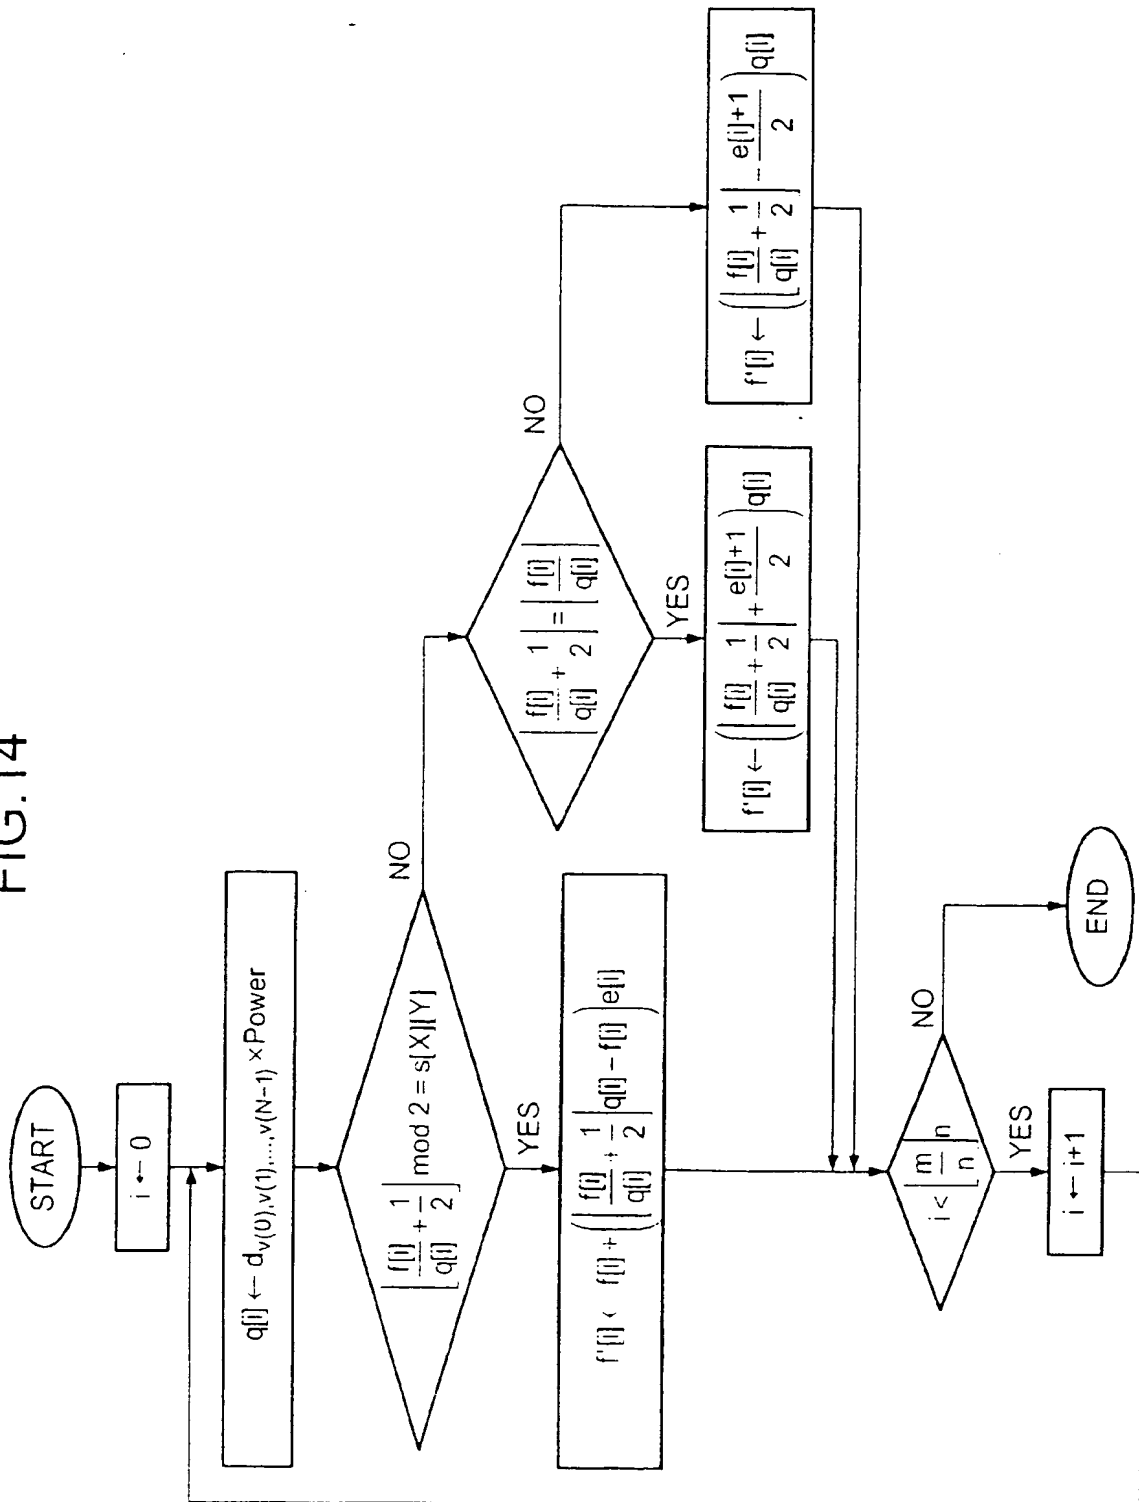 FIG. 14
START
i ← 0
q[i] ← d_{v(0),v(1),...,v(N−1)} × Power
⌊f[i]/q[i] + 1/2⌋ mod 2 = s[X][Y]
NO
YES
f'[i] ← f[i] + (⌊f[i]/q[i] + 1/2⌋ q[i] − f[i]) e[i]
⌊f[i]/q[i] + 1/2⌋ = ⌊f[i]/q[i]⌋
NO
YES
f'[i] ← (⌊f[i]/q[i] + 1/2⌋ + (e[i]+1)/2) q[i]
f'[i] ← (⌊f[i]/q[i] + 1/2⌋ − (e[i]+1)/2) q[i]
i < ⌊m/n⌋ n
NO
YES
i ← i+1
END